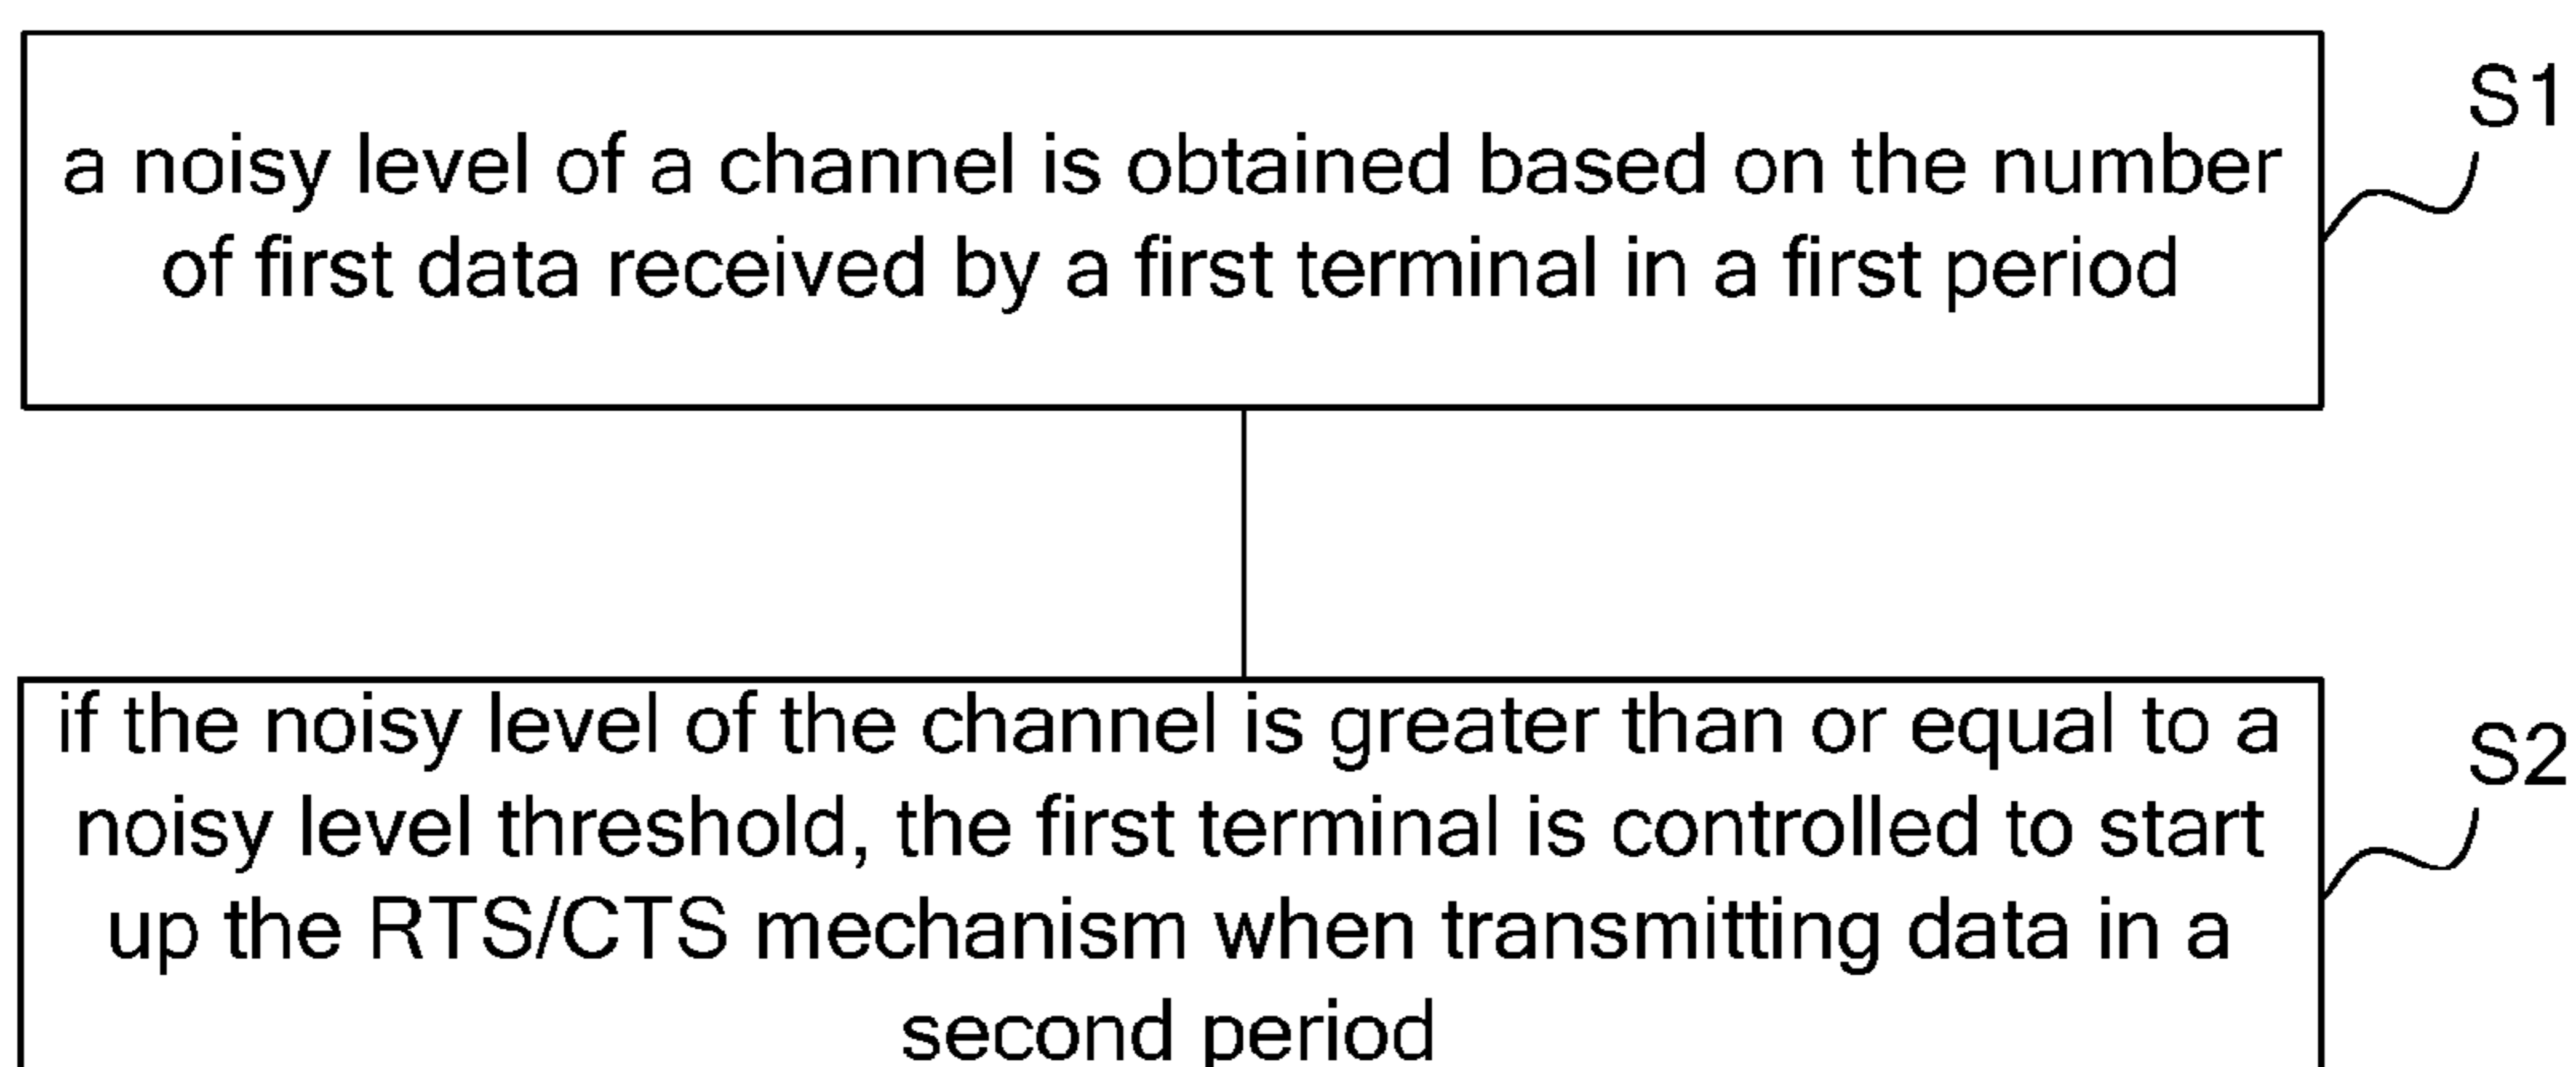 S1
a noisy level of a channel is obtained based on the number
of first data received by a first terminal in a first period
if the noisy level of the channel is greater than or equal to a
S2
noisy level threshold, the first terminal is controlled to start
up the RTS/CTS mechanism when transmitting data in a
second period